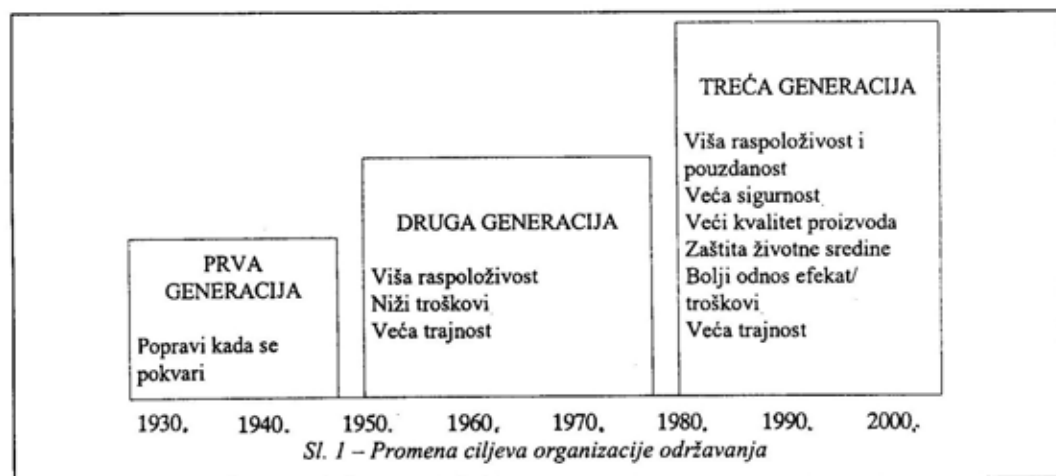 TREĆA GENERACIJA
Viša raspoloživost i
pouzdanost
Veća sigurnost
Veći kvalitet proizvoda
Zaštita životne sredine
Bolji odnos efekat/
troškovi
Veća trajnost
DRUGA GENERACIJA
Viša raspoloživost
Niži troškovi
Veća trajnost
PRVA
GENERACIJA
Popravi kada se
pokvari
1930. 1940. 1950. 1960. 1970. 1980. 1990. 2000.
Sl. 1 – Promena ciljeva organizacije održavanja